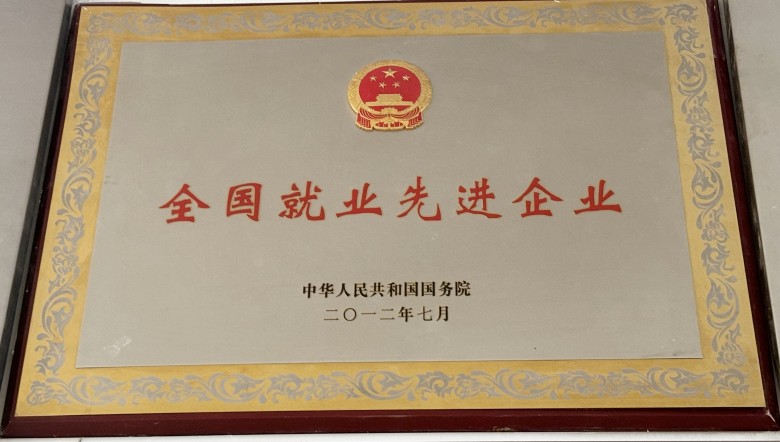 全国就业先进企业
中华人民共和国国务院
二〇一二年七月